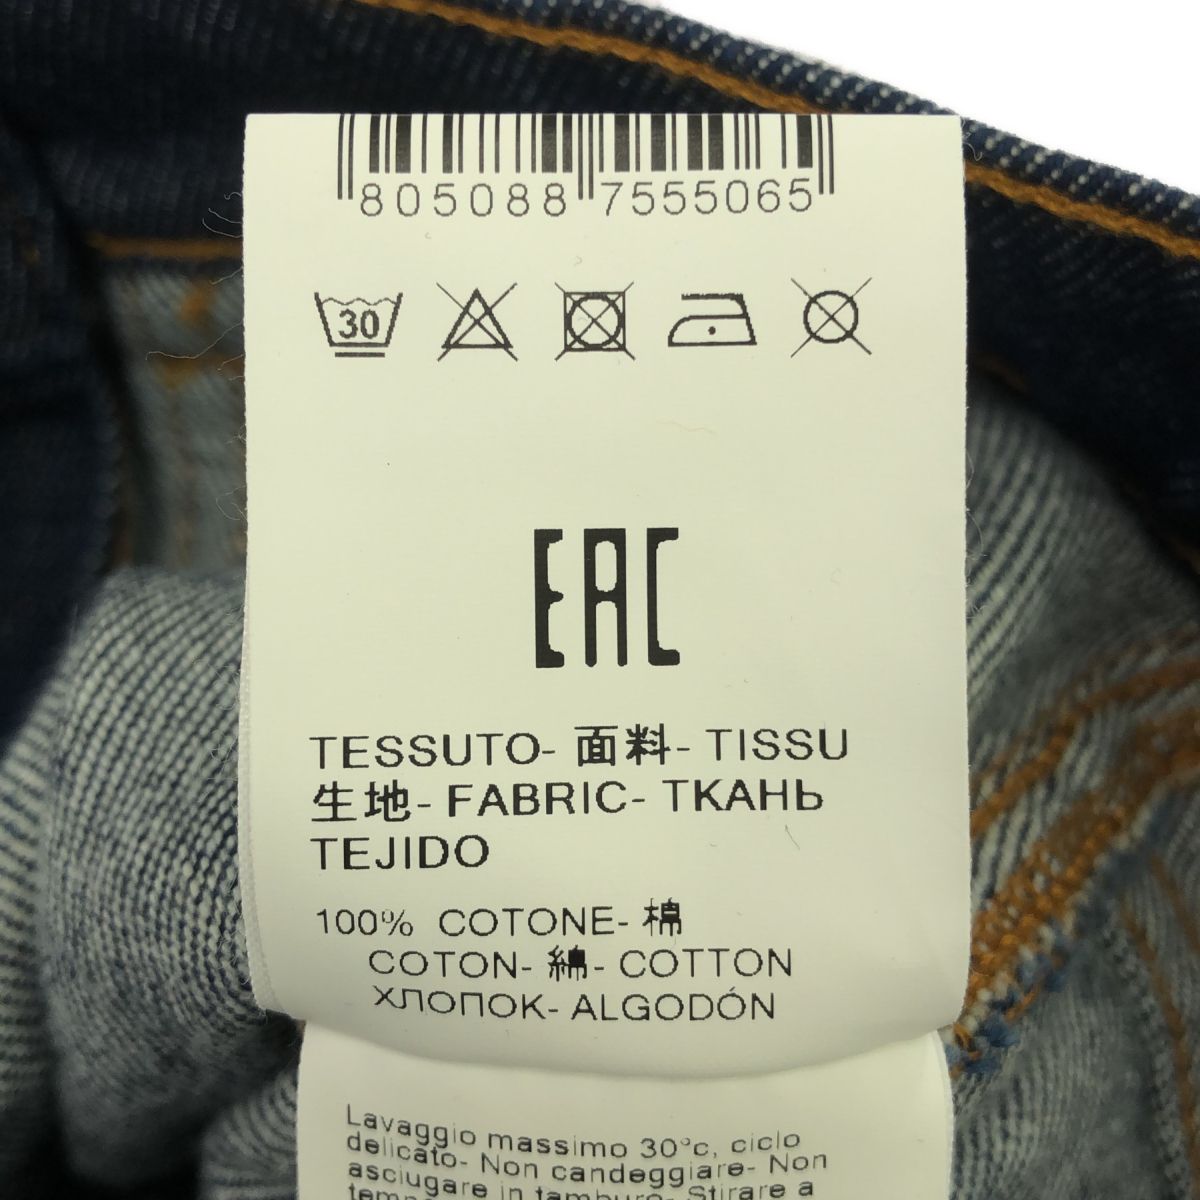 805088 7555065
30
EAC
TESSUTO- 面料- TISSU
生地- FABRIC- ТКАНЬ
TEJIDO
100% COTONE- 棉
COTON- 綿- COTTON
ХЛОПОК- ALGODÓN
Lavaggio massimo 30°c, ciclo
delicato- Non candeggiare- Non
asciugare in tamburo- Stirare a